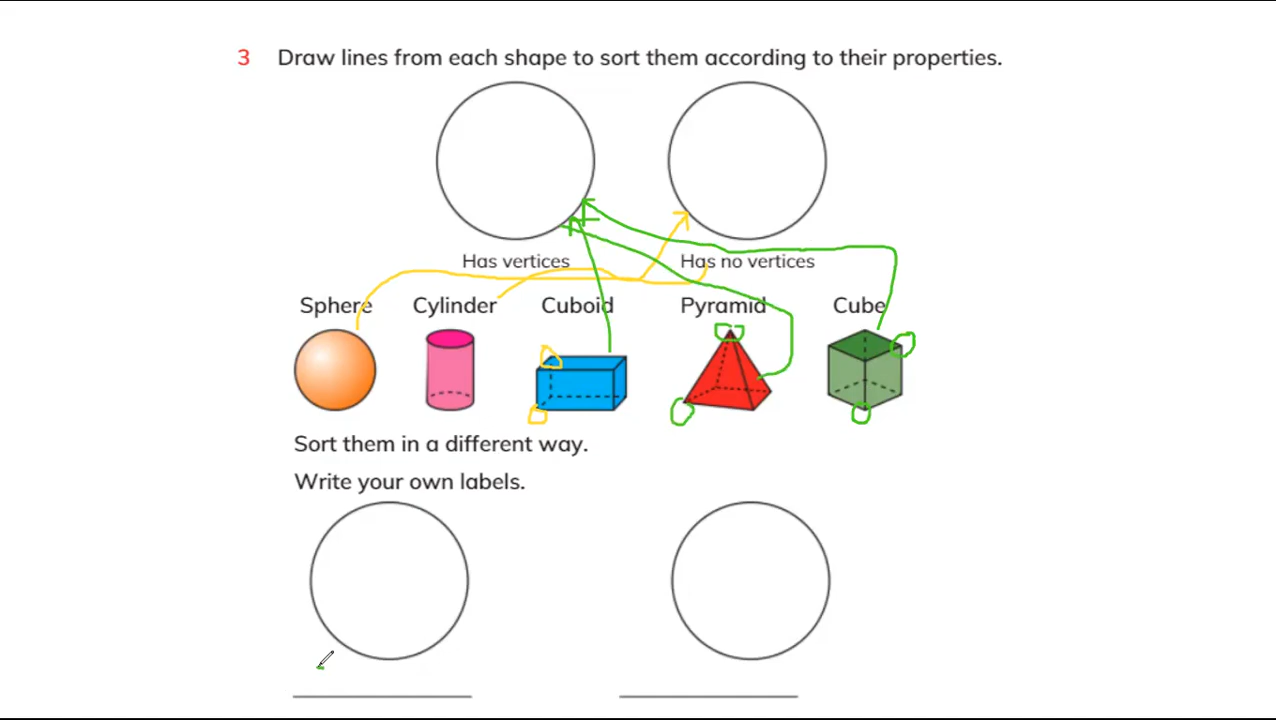 3 Draw lines from each shape to sort them according to their properties.
Has vertices Has no vertices
Sphere Cylinder Cuboid Pyramid Cube
Sort them in a different way.
Write your own labels.